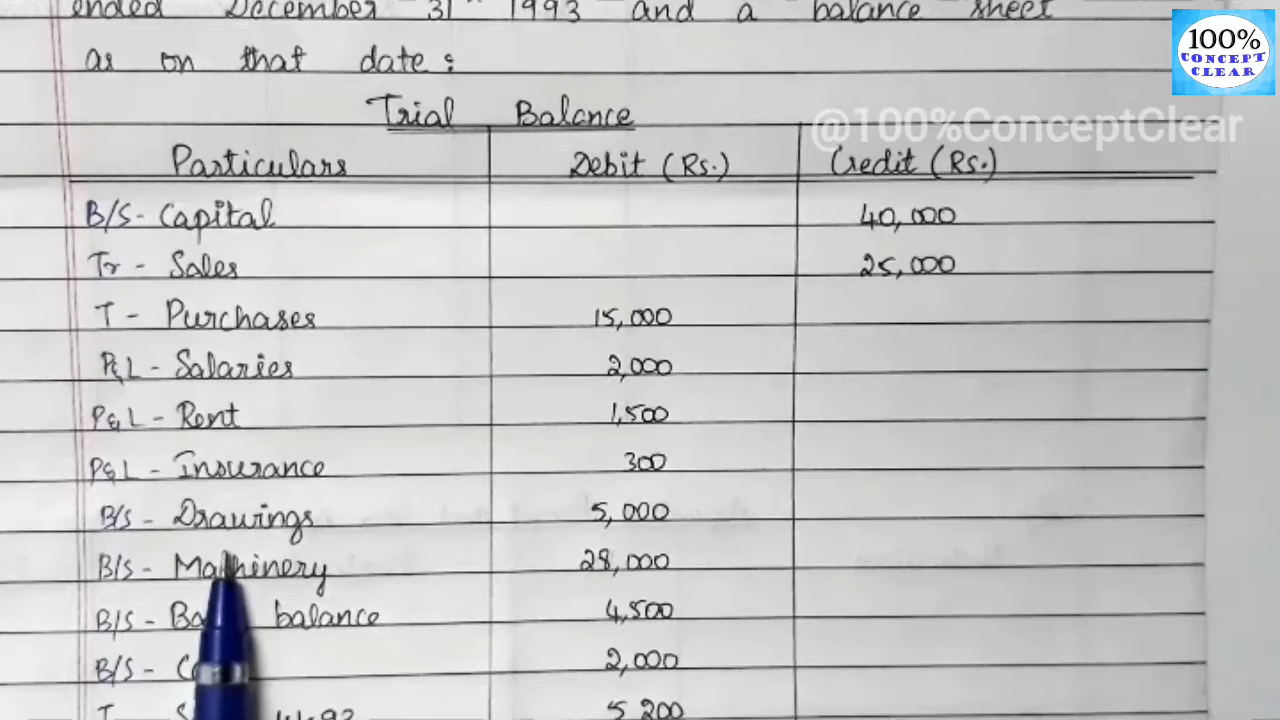 ended December 31 1993 and a balance sheet
as on that date :
Trial Balance
Particulars Debit (Rs.) Credit (Rs.)
B/S - Capital 40,000
Tr - Sales 25,000
T - Purchases 15,000
P&L - Salaries 2,000
P&L - Rent 1,500
P&L - Insurance 300
B/S - Drawings 5,000
B/S - Machinery 28,000
B/S - balance 4,500
B/S - 2,000
T 5,200
100%
CONCEPT
CLEAR
@100%ConceptClear